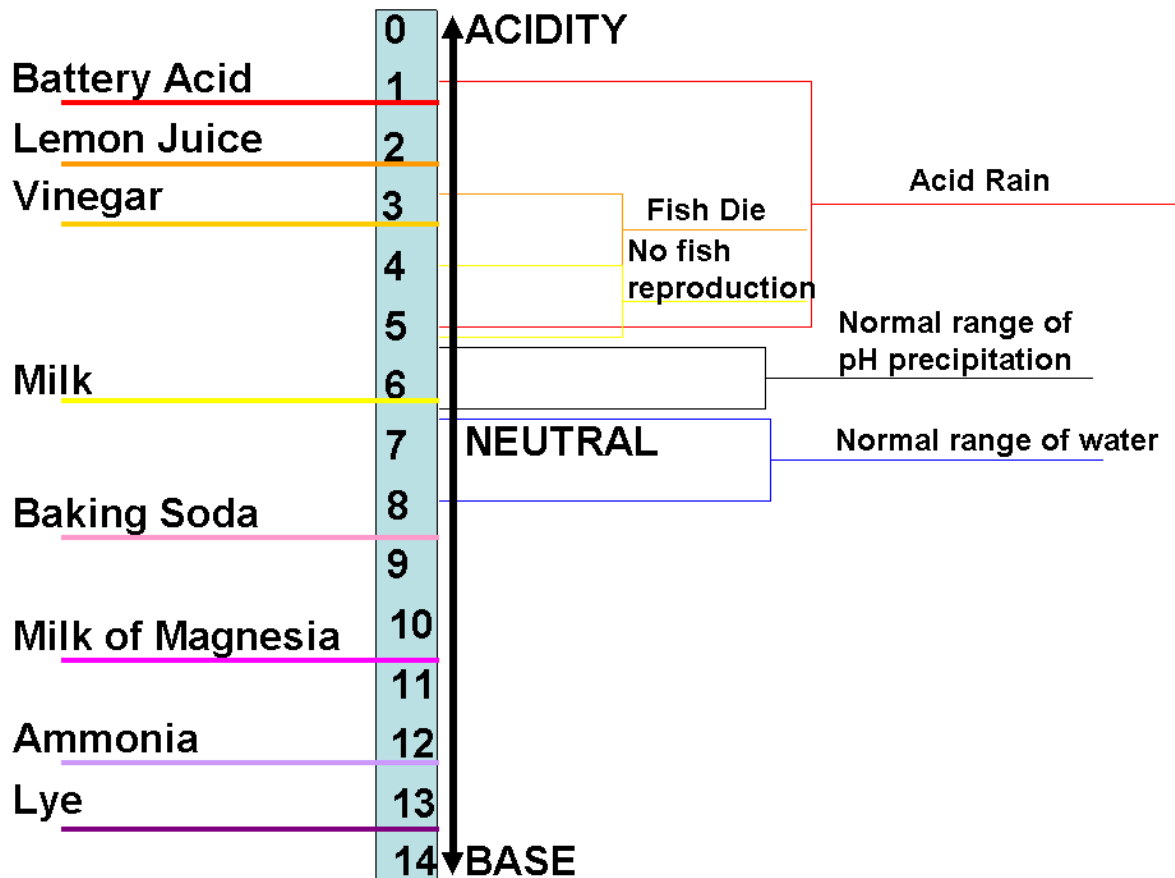 0 ACIDITY
Battery Acid 1
Lemon Juice 2
Vinegar 3
Acid Rain
Fish Die
No fish
reproduction
4
5
Normal range of
pH precipitation
Milk 6
7 NEUTRAL
Normal range of water
8
Baking Soda
9
Milk of Magnesia 10
11
Ammonia 12
Lye 13
14 BASE